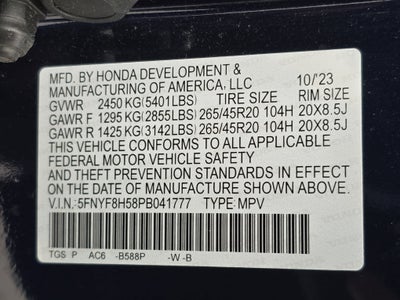 MFD. BY HONDA DEVELOPMENT &
MANUFACTURING OF AMERICA, LLC 10/'23
GVWR 2450 KG(5401LBS) TIRE SIZE RIM SIZE
GAWR F 1295 KG(2855LBS) 265/45R20 104H 20X8.5J
GAWR R 1425 KG(3142LBS) 265/45R20 104H 20X8.5J
THIS VEHICLE CONFORMS TO ALL APPLICABLE
FEDERAL MOTOR VEHICLE SAFETY
AND THEFT PREVENTION STANDARDS IN EFFECT
ON THE DATE OF MANUFACTURE SHOWN ABOVE.
V.I.N.: 5FNYF8H58PB041777 TYPE: MPV
TGS P AC6 -B588P -W -B